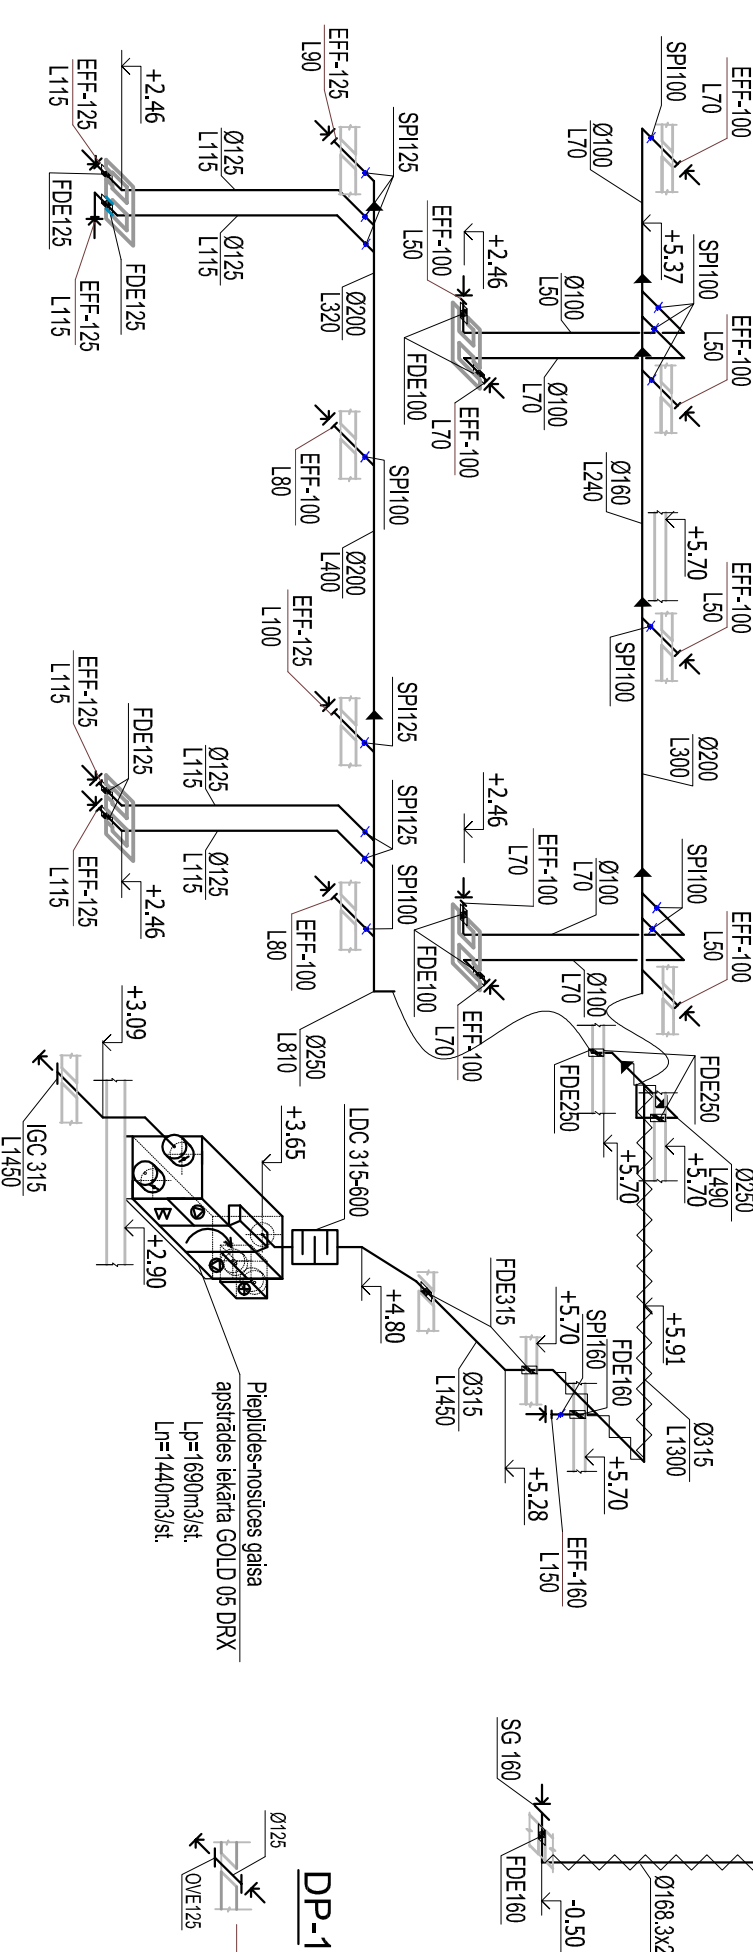 EFF-100
L70
SPI100
Ø100
L70
+5.37
SPI100
EFF-100
L50
Ø160
L240
+5.70
EFF-100
L50
SPI100
Ø200
L300
SPI100
EFF-100
L50
FDE250
Ø250
L490
+5.70
+5.91
Ø315
L1300
+2.46
EFF-100
L50
Ø100
L50
Ø100
L70
FDE100
EFF-100
L70
+2.46
EFF-100
L70
Ø100
L70
Ø100
L70
FDE100
EFF-100
L70
FDE250
+5.70
FDE160
SPI160
+5.70
FDE315
+5.70
+5.28
EFF-160
L150
Ø315
L1450
+4.80
LDC 315-600
+3.65
EFF-125
L90
SPI125
Ø200
L320
SPI100
EFF-100
L80
Ø200
L400
EFF-125
L100
SPI125
SPI125
SPI100
EFF-100
L80
Ø250
L810
+2.46
EFF-125
L115
Ø125
L115
Ø125
L115
FDE125
FDE125
EFF-125
L115
EFF-125
L115
FDE125
Ø125
L115
Ø125
L115
EFF-125
L115
+2.46
+3.09
IGC 315
L1450
+2.90
Pieplūdes-nosūces gaisa
apstrādes iekārta GOLD 05 DRX
Lp=1690m3/st.
Ln=1440m3/st.
SG 160
FDE160
Ø168.3x2
-0.50
DP-1
Ø125
OVE125